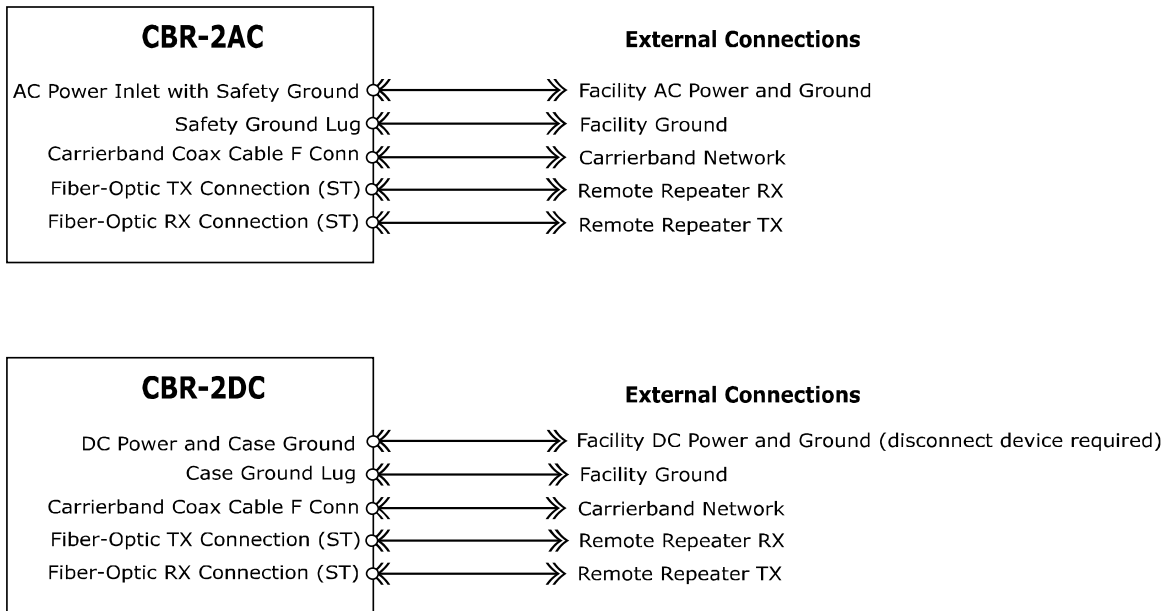 CBR-2AC
External Connections
AC Power Inlet with Safety Ground
Facility AC Power and Ground
Safety Ground Lug
Facility Ground
Carrierband Coax Cable F Conn
Carrierband Network
Fiber-Optic TX Connection (ST)
Remote Repeater RX
Fiber-Optic RX Connection (ST)
Remote Repeater TX
CBR-2DC
External Connections
DC Power and Case Ground
Facility DC Power and Ground (disconnect device required)
Case Ground Lug
Facility Ground
Carrierband Coax Cable F Conn
Carrierband Network
Fiber-Optic TX Connection (ST)
Remote Repeater RX
Fiber-Optic RX Connection (ST)
Remote Repeater TX